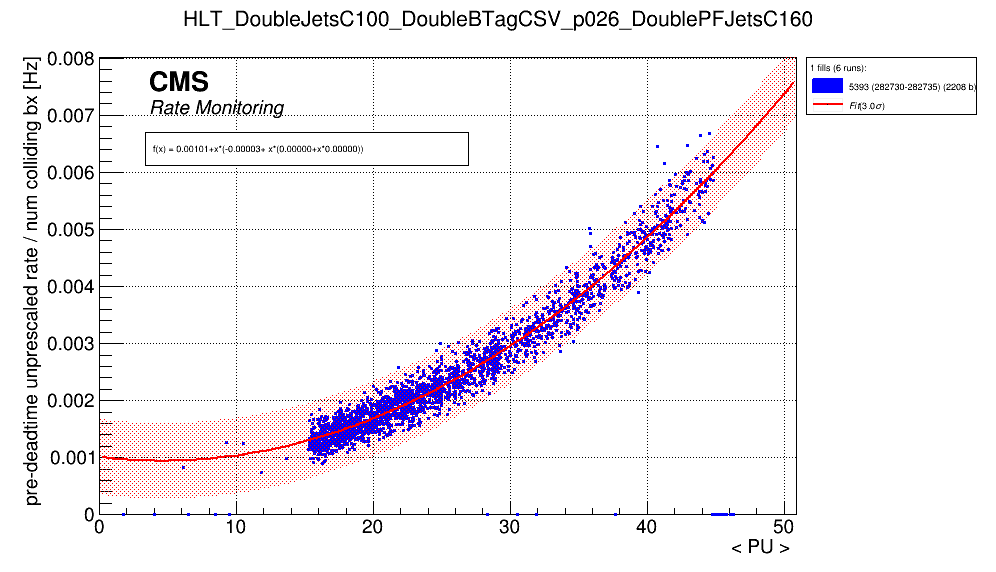 HLT_DoubleJetsC100_DoubleBTagCSV_p026_DoublePFJetsC160
pre-deadtime unprescaled rate / num colliding bx [Hz]
0.008
0.007
0.006
0.005
0.004
0.003
0.002
0.001
0
CMS
Rate Monitoring
f(x) = 0.00101+x*(-0.00003+ x*(0.00000+x*0.00000))
0 10 20 30 40 50
< PU >
1 fills (6 runs):
5393 (282730-282735) (2208 b)
Fit(3.0σ)